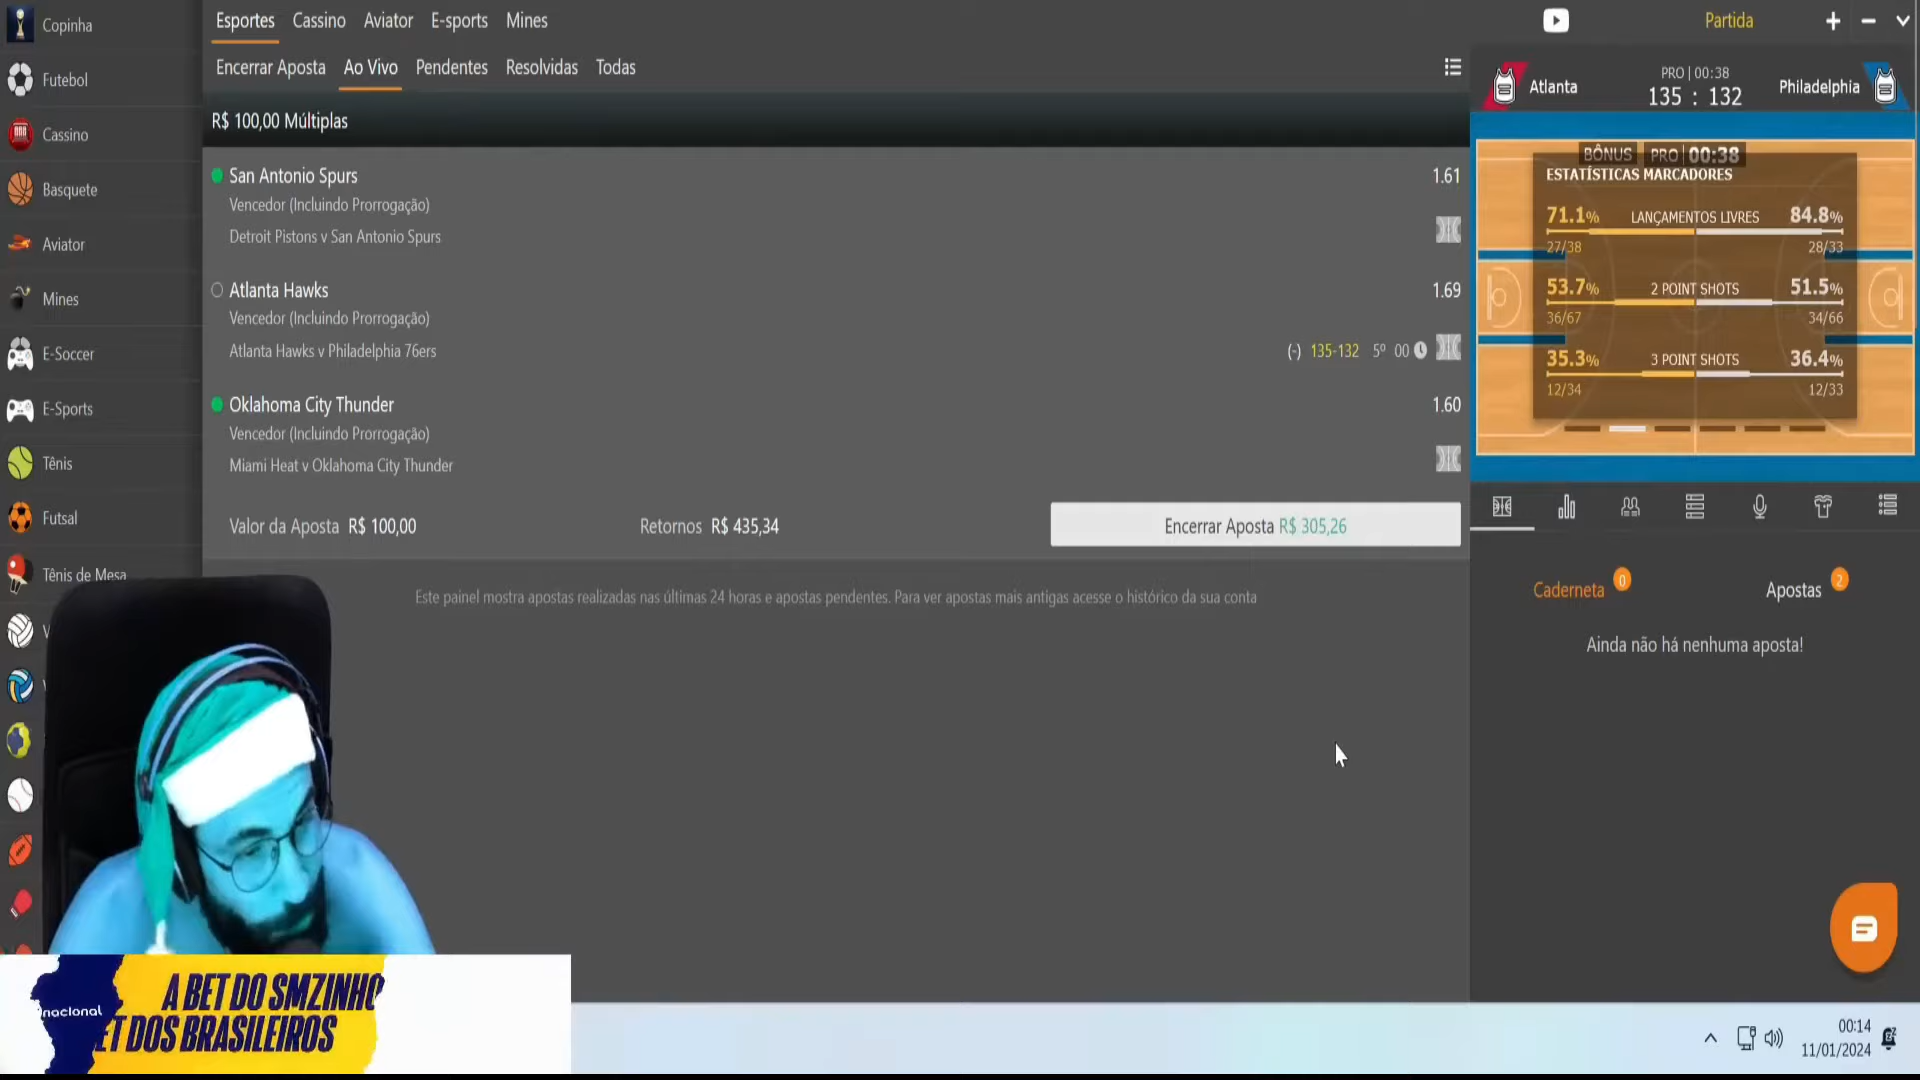 Copinha
Futebol
Cassino
Basquete
Aviator
Mines
E-Soccer
E-Sports
Tênis
Futsal
Tênis de Mesa
Esportes Cassino Aviator E-sports Mines
Encerrar Aposta Ao Vivo Pendentes Resolvidas Todas
R$ 100,00 Múltiplas
San Antonio Spurs 1.61
Vencedor (Incluindo Prorrogação)
Detroit Pistons v San Antonio Spurs
Atlanta Hawks 1.69
Vencedor (Incluindo Prorrogação)
Atlanta Hawks v Philadelphia 76ers (-) 135-132 5º 00
Oklahoma City Thunder 1.60
Vencedor (Incluindo Prorrogação)
Miami Heat v Oklahoma City Thunder
Valor da Aposta R$ 100,00 Retornos R$ 435,34 Encerrar Aposta R$ 305,26
Este painel mostra apostas realizadas nas últimas 24 horas e apostas pendentes. Para ver apostas mais antigas acesse o histórico da sua conta
Partida
Atlanta PRO | 00:38 Philadelphia
135 : 132
BÔNUS PRO | 00:38
ESTATÍSTICAS MARCADORES
71.1% LANÇAMENTOS LIVRES 84.8%
27/38 28/33
53.7% 2 POINT SHOTS 51.5%
36/67 34/66
35.3% 3 POINT SHOTS 36.4%
12/34 12/33
Caderneta 0 Apostas 2
Ainda não há nenhuma aposta!
nacional
A BET DO SMZINHO
ET DOS BRASILEIROS
00:14
11/01/2024